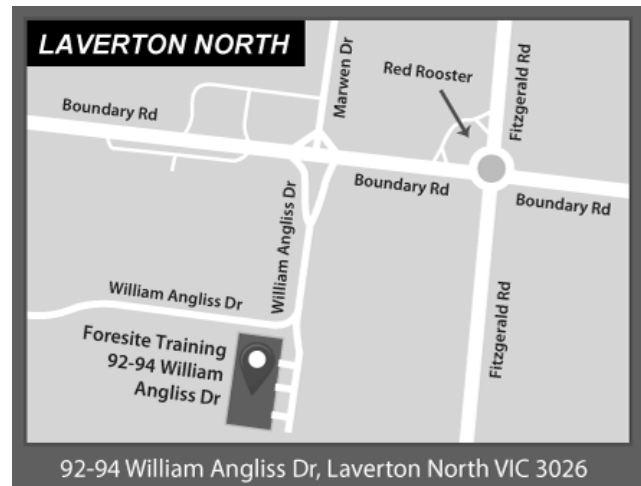 LAVERTON NORTH
Marwen Dr
Red Rooster
Fitzgerald Rd
Boundary Rd
Boundary Rd
Boundary Rd
William Angliss Dr
William Angliss Dr
Fitzgerald Rd
Foresite Training
92-94 William
Angliss Dr
92-94 William Angliss Dr, Laverton North VIC 3026